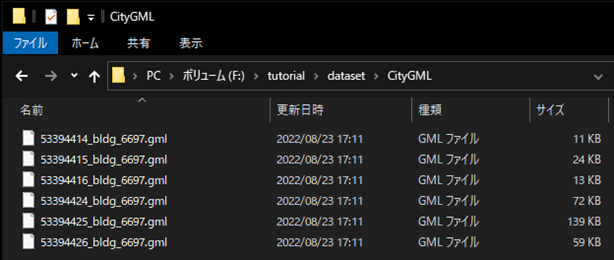 CityGML
ファイル ホーム 共有 表示
PC > ボリューム (F:) > tutorial > dataset > CityGML
名前 更新日時 種類 サイズ
53394414_bldg_6697.gml 2022/08/23 17:11 GML ファイル 11 KB
53394415_bldg_6697.gml 2022/08/23 17:11 GML ファイル 24 KB
53394416_bldg_6697.gml 2022/08/23 17:11 GML ファイル 13 KB
53394424_bldg_6697.gml 2022/08/23 17:11 GML ファイル 72 KB
53394425_bldg_6697.gml 2022/08/23 17:11 GML ファイル 139 KB
53394426_bldg_6697.gml 2022/08/23 17:11 GML ファイル 59 KB